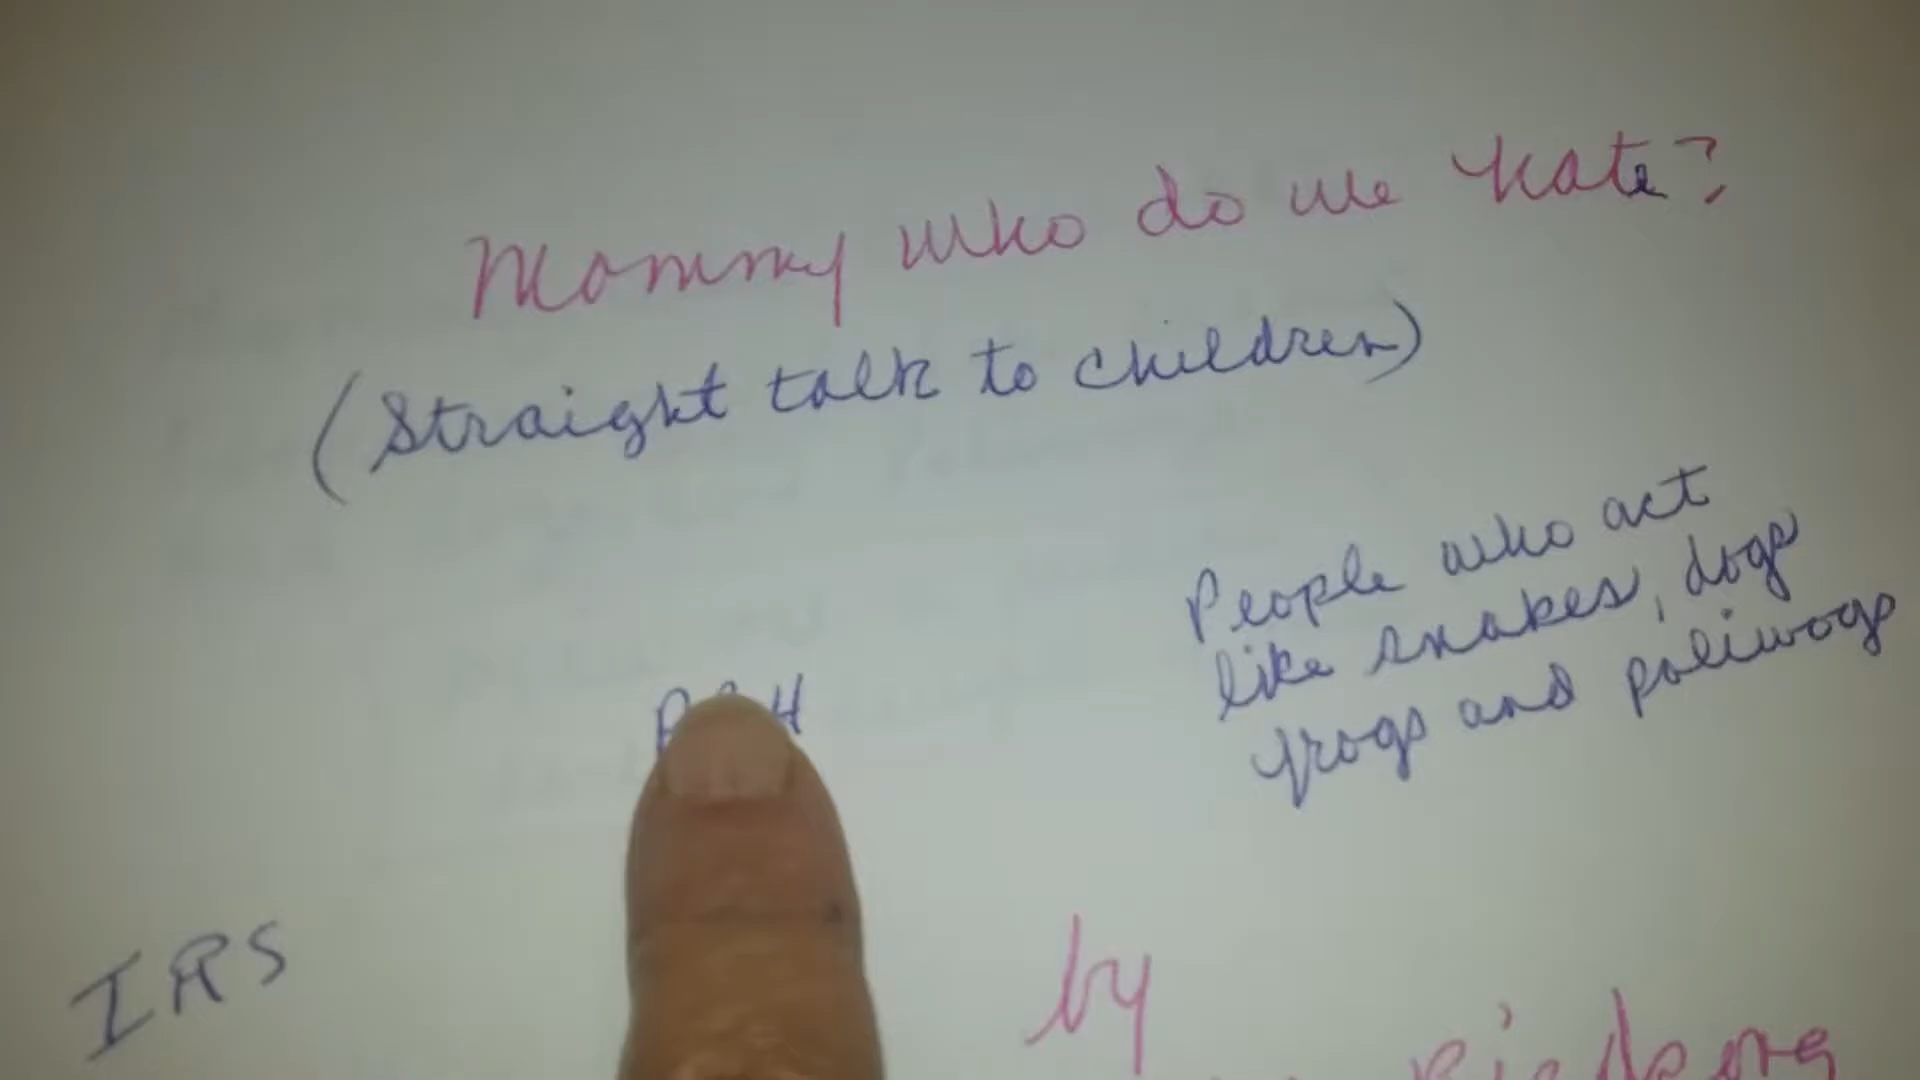 Mommy who do we hate?
(Straight talk to children)
People who act
like snakes, dogs
frogs and poliwogs
IRS
by